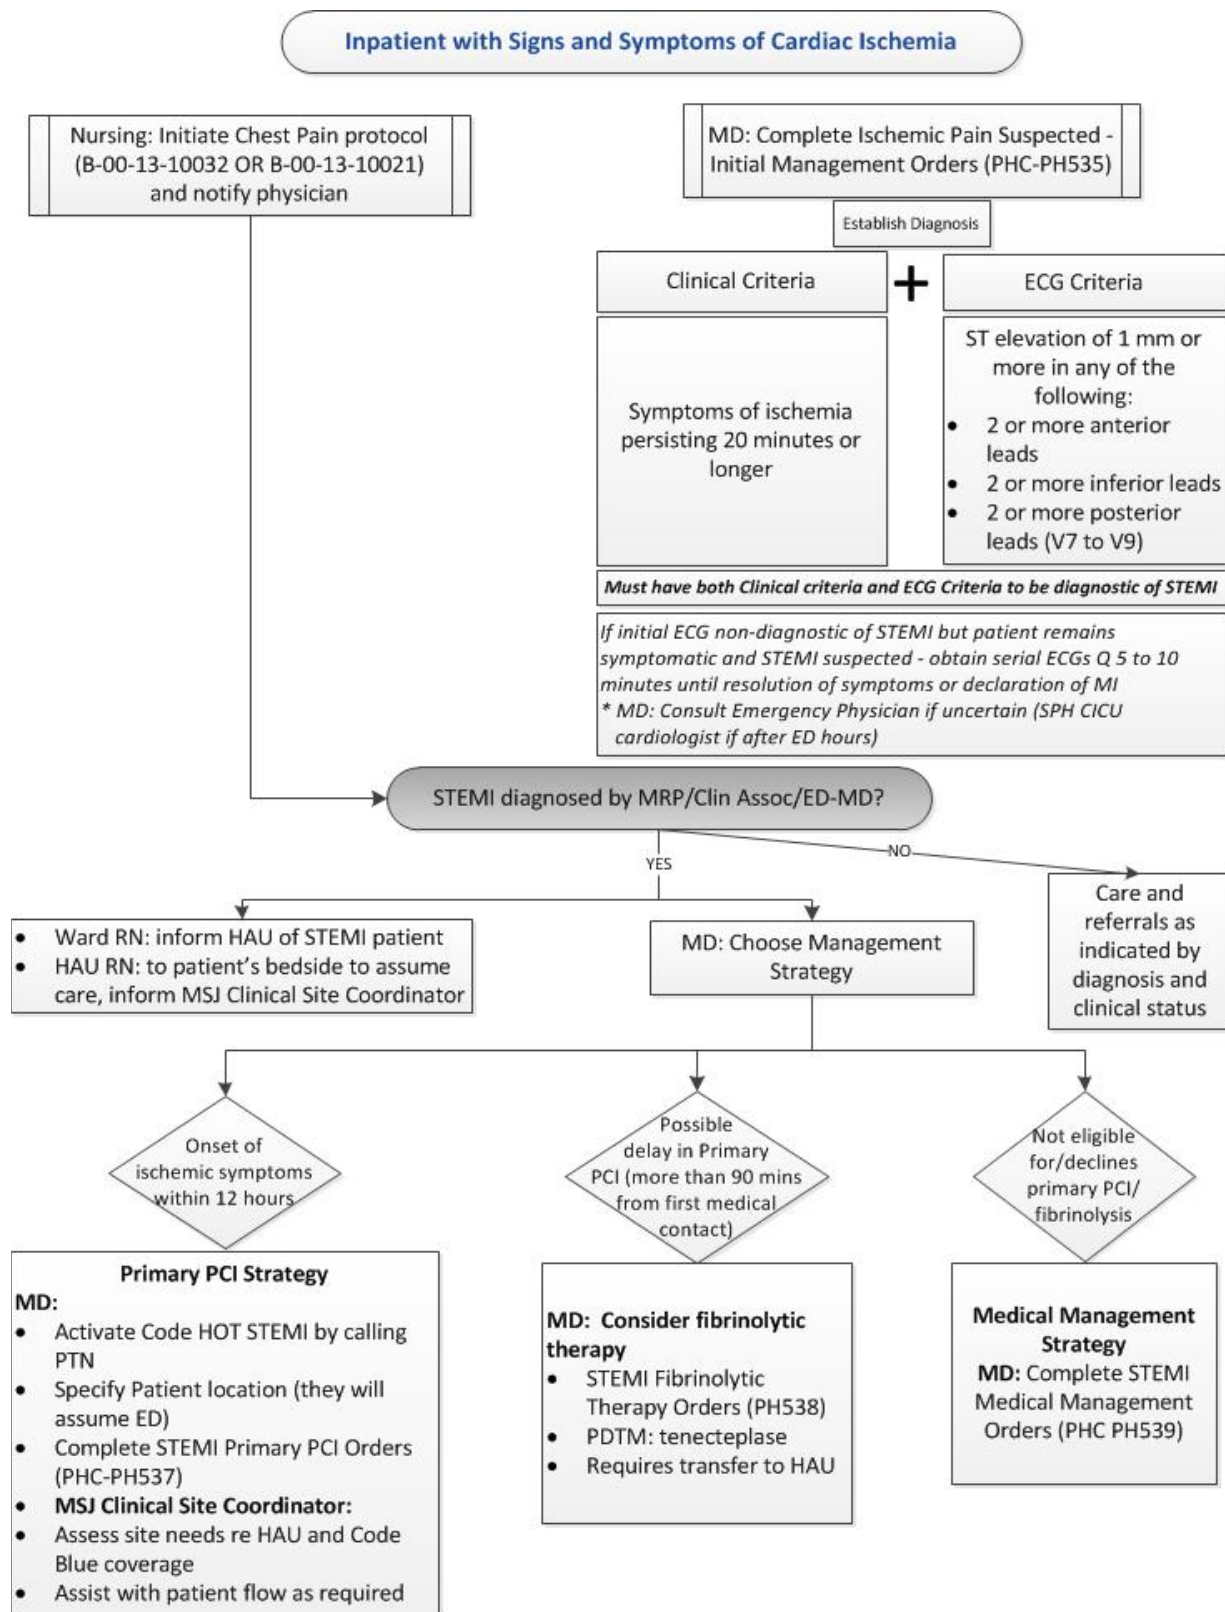 Inpatient with Signs and Symptoms of Cardiac Ischemia
Nursing: Initiate Chest Pain protocol
(B-00-13-10032 OR B-00-13-10021)
and notify physician
MD: Complete Ischemic Pain Suspected -
Initial Management Orders (PHC-PH535)
Establish Diagnosis
Clinical Criteria
+
ECG Criteria
Symptoms of ischemia
persisting 20 minutes or
longer
ST elevation of 1 mm or
more in any of the
following:
• 2 or more anterior
leads
• 2 or more inferior leads
• 2 or more posterior
leads (V7 to V9)
Must have both Clinical criteria and ECG Criteria to be diagnostic of STEMI
If initial ECG non-diagnostic of STEMI but patient remains
symptomatic and STEMI suspected - obtain serial ECGs Q 5 to 10
minutes until resolution of symptoms or declaration of MI
* MD: Consult Emergency Physician if uncertain (SPH CICU
cardiologist if after ED hours)
STEMI diagnosed by MRP/Clin Assoc/ED-MD?
YES
NO
• Ward RN: inform HAU of STEMI patient
• HAU RN: to patient's bedside to assume
care, inform MSJ Clinical Site Coordinator
MD: Choose Management
Strategy
Care and
referrals as
indicated by
diagnosis and
clinical status
Onset of
ischemic symptoms
within 12 hours
Possible
delay in Primary
PCI (more than 90 mins
from first medical
contact)
Not eligible
for/declines
primary PCI/
fibrinolysis
Primary PCI Strategy
MD:
• Activate Code HOT STEMI by calling
PTN
• Specify Patient location (they will
assume ED)
• Complete STEMI Primary PCI Orders
(PHC-PH537)
• MSJ Clinical Site Coordinator:
• Assess site needs re HAU and Code
Blue coverage
• Assist with patient flow as required
MD: Consider fibrinolytic
therapy
• STEMI Fibrinolytic
Therapy Orders (PH538)
• PDTM: tenecteplase
• Requires transfer to HAU
Medical Management
Strategy
MD: Complete STEMI
Medical Management
Orders (PHC PH539)